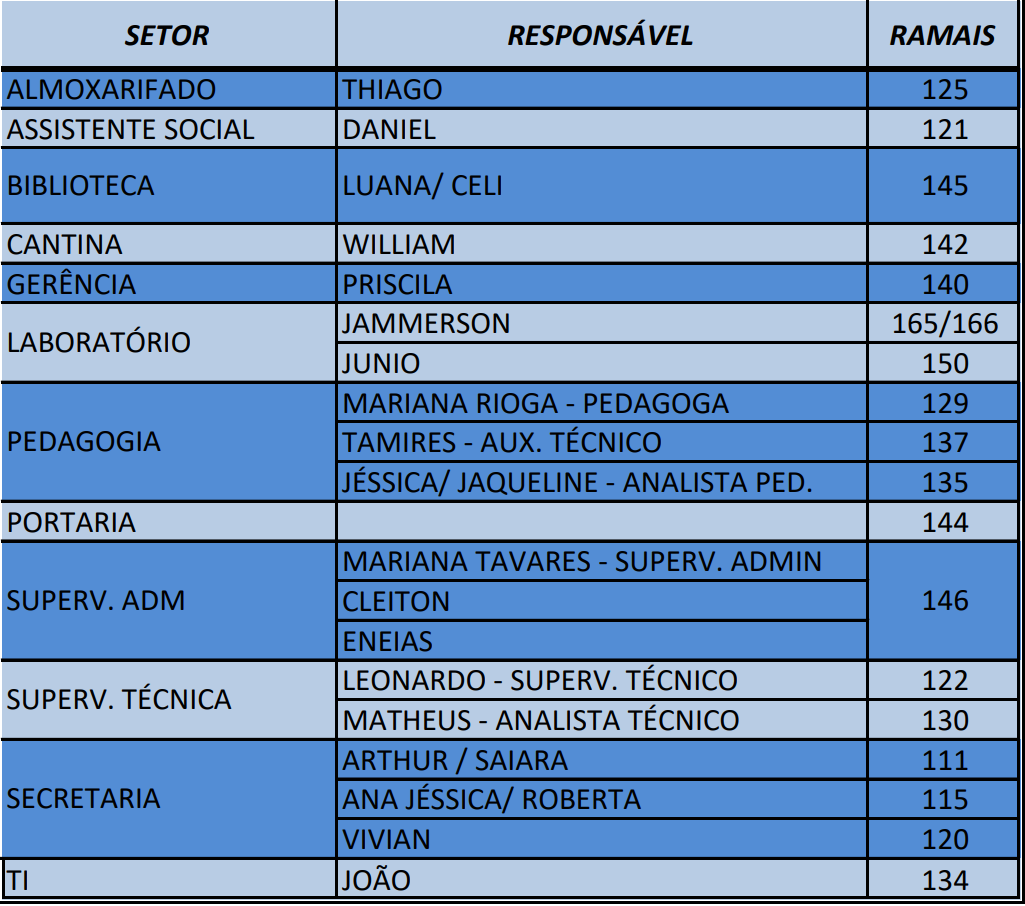 SETOR RESPONSÁVEL RAMAIS
ALMOXARIFADO THIAGO 125
ASSISTENTE SOCIAL DANIEL 121
BIBLIOTECA LUANA/ CELI 145
CANTINA WILLIAM 142
GERÊNCIA PRISCILA 140
LABORATÓRIO JAMMERSON 165/166
JUNIO 150
PEDAGOGIA MARIANA RIOGA - PEDAGOGA 129
TAMIRES - AUX. TÉCNICO 137
JÉSSICA/ JAQUELINE - ANALISTA PED. 135
PORTARIA 144
SUPERV. ADM MARIANA TAVARES - SUPERV. ADMIN 146
CLEITON
ENEIAS
SUPERV. TÉCNICA LEONARDO - SUPERV. TÉCNICO 122
MATHEUS - ANALISTA TÉCNICO 130
SECRETARIA ARTHUR / SAIARA 111
ANA JÉSSICA/ ROBERTA 115
VIVIAN 120
TI JOÃO 134